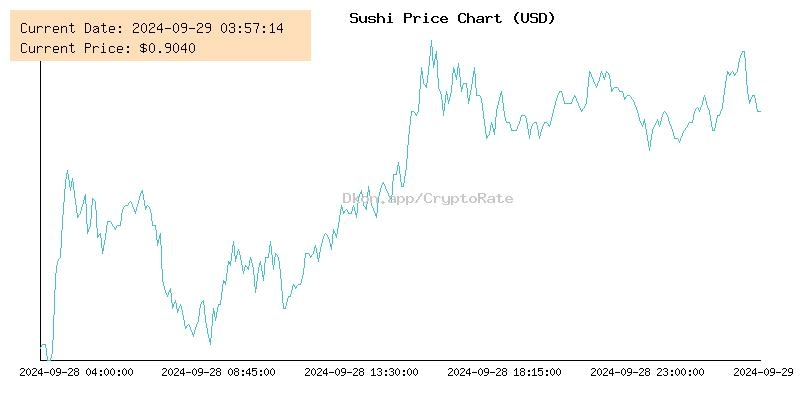 Sushi Price Chart (USD)
Current Date: 2024-09-29 03:57:14
Current Price: $0.9040
Dkon.app/CryptoRate
2024-09-28 04:00:00 2024-09-28 08:45:00 2024-09-28 13:30:00 2024-09-28 18:15:00 2024-09-28 23:00:00 2024-09-29